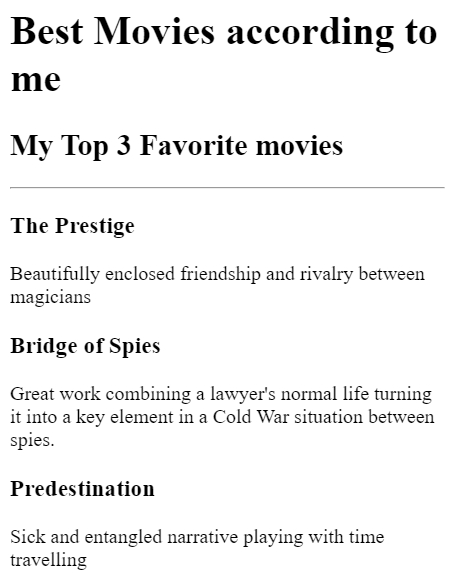 Best Movies according to
me
My Top 3 Favorite movies
The Prestige
Beautifully enclosed friendship and rivalry between
magicians
Bridge of Spies
Great work combining a lawyer's normal life turning
it into a key element in a Cold War situation between
spies.
Predestination
Sick and entangled narrative playing with time
travelling